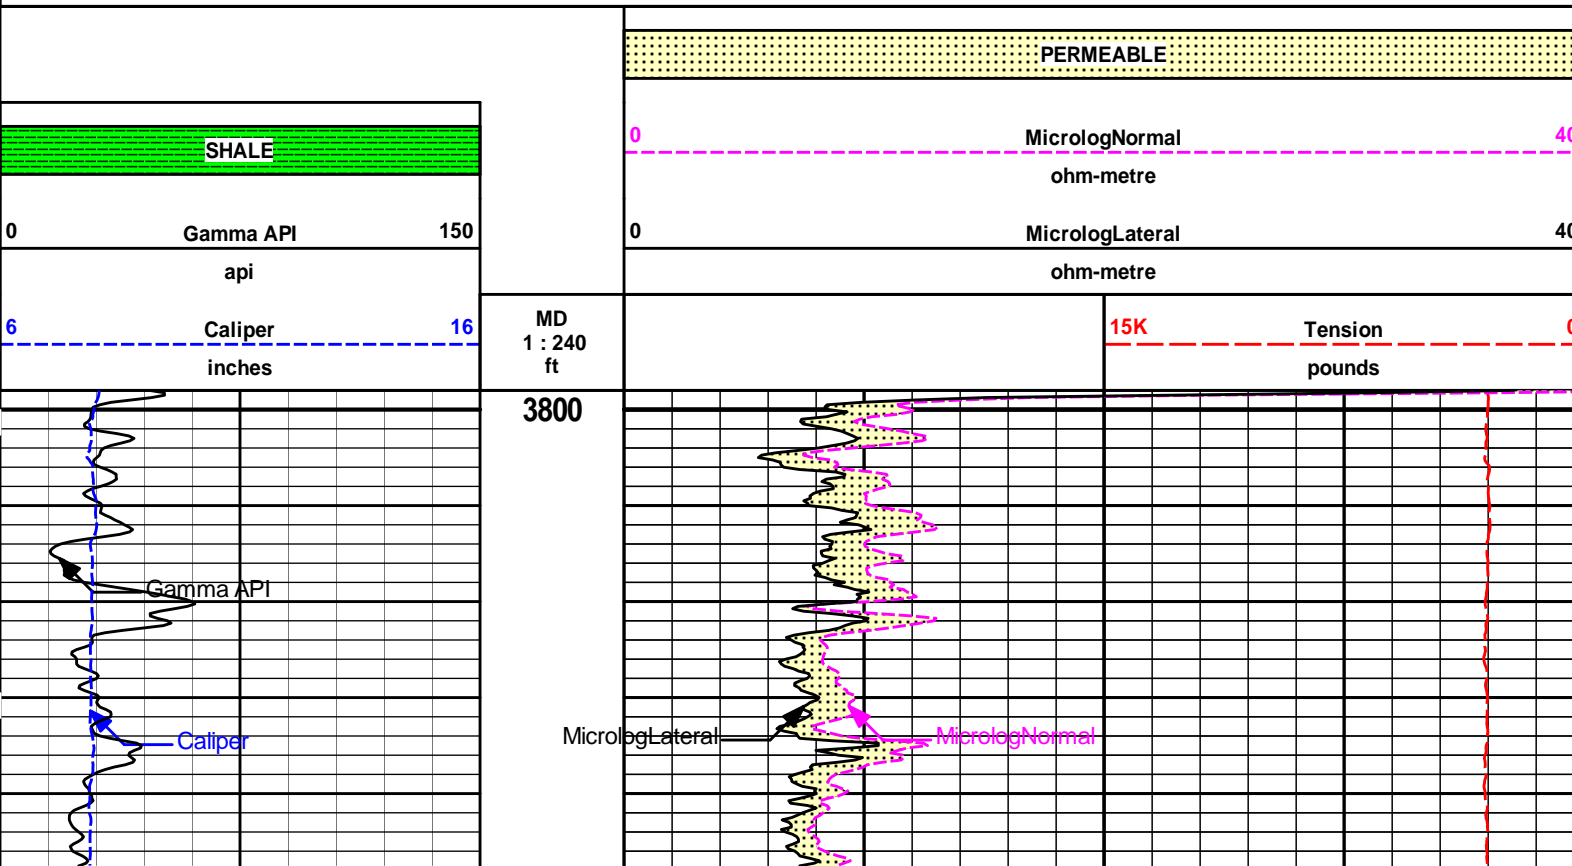 PERMEABLE
SHALE
0 MicrologNormal 40
ohm-metre
0 Gamma API 150
api
0 MicrologLateral 40
ohm-metre
6 Caliper 16
inches
MD
1 : 240
ft
15K Tension 0
pounds
3800
Gamma API
Caliper
MicrologLateral
MicrologNormal